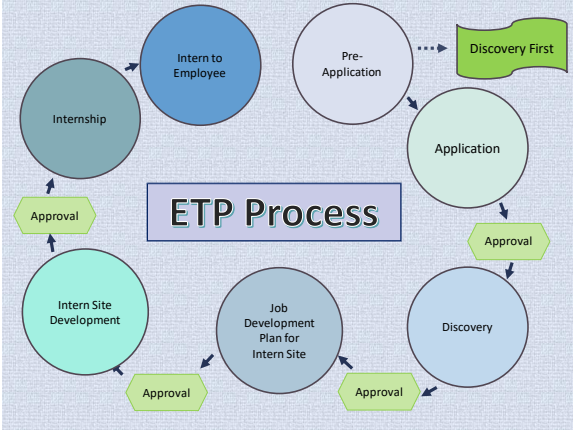 Intern to
Employee
Pre-
Application
Discovery First
Internship
Application
Approval
ETP Process
Approval
Intern Site
Development
Job
Development
Plan for
Intern Site
Discovery
Approval
Approval